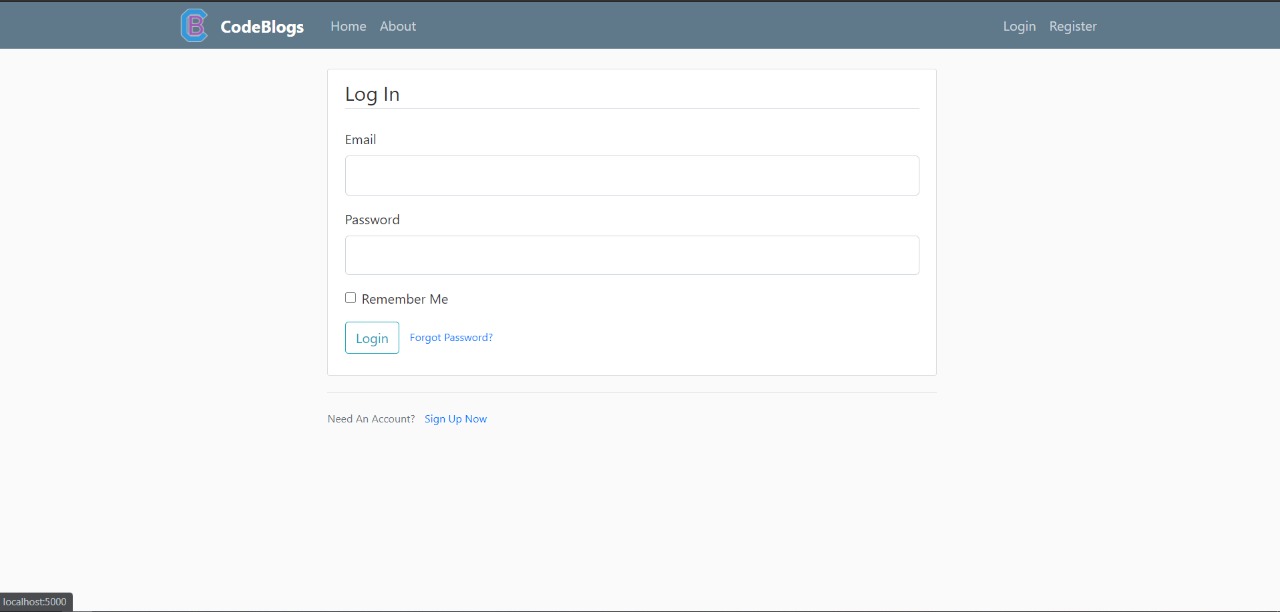 CodeBlogs Home About Login Register
Log In
Email
Password
Remember Me
Login Forgot Password?
Need An Account? Sign Up Now
localhost:5000